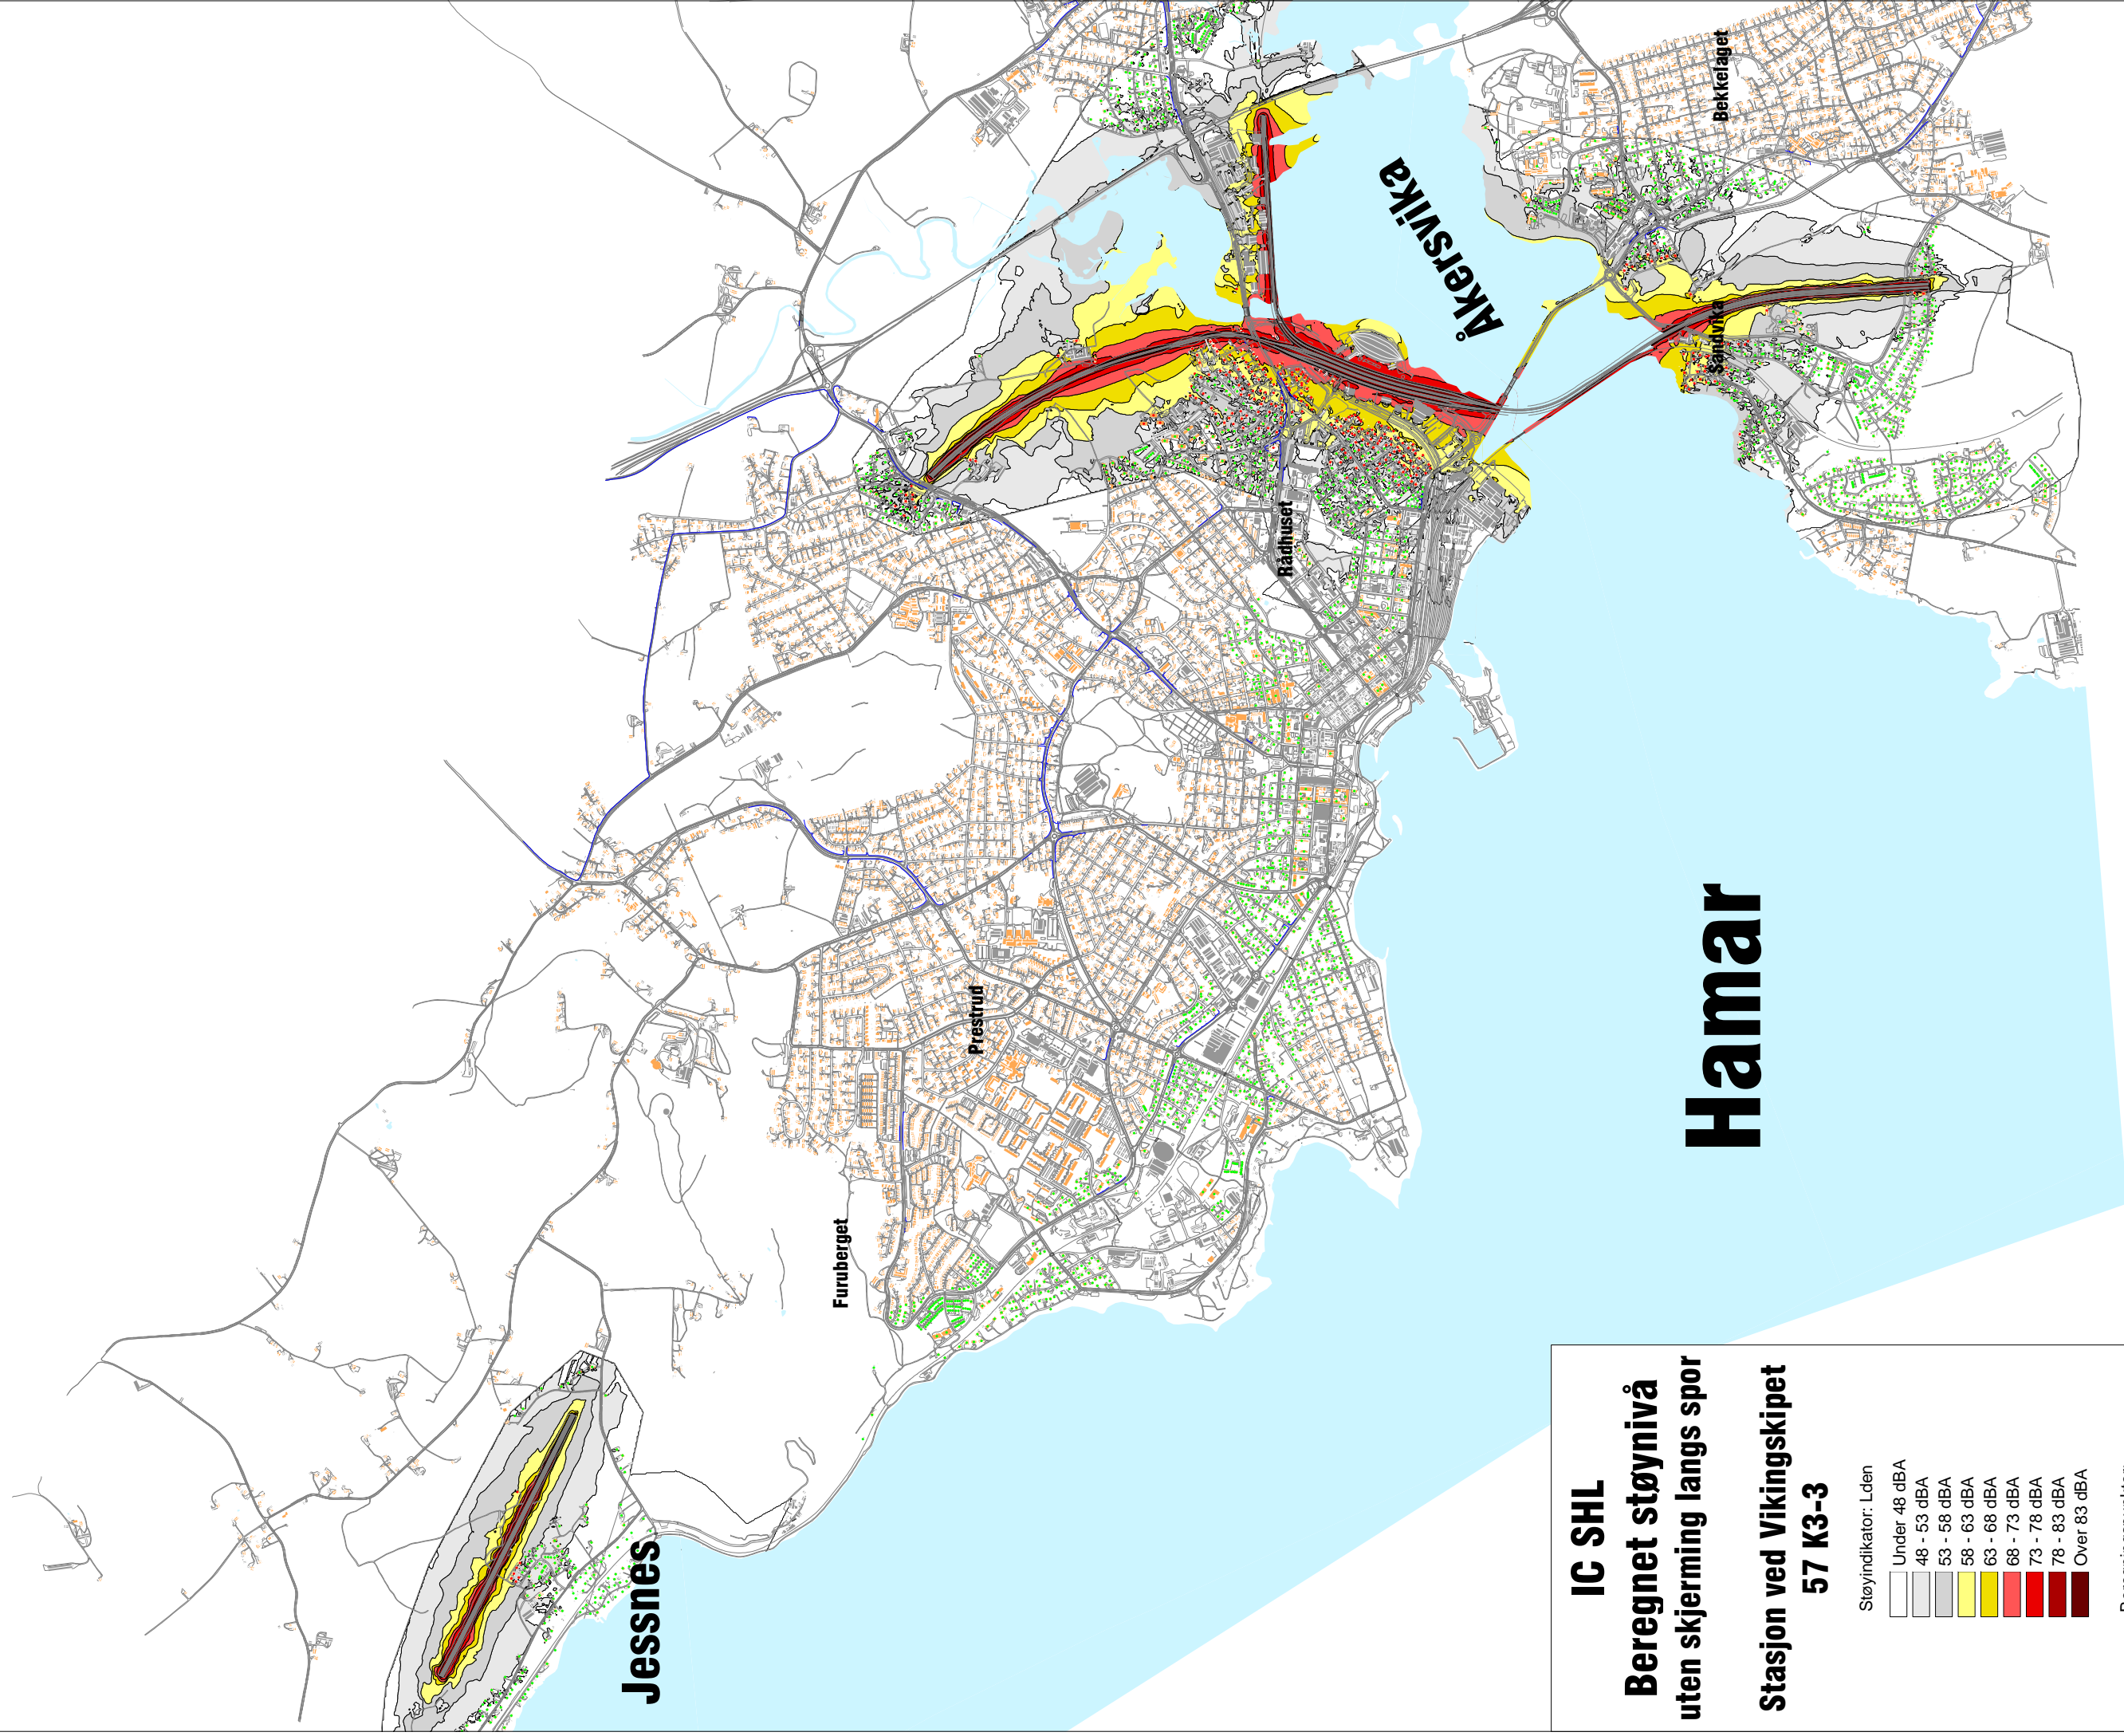 Bekkelaget
Åkersvika
Sandvika
Rådhuset
Hamar
Prestrud
Furuberget
Jessnes
IC SHL
Beregnet støynivå
uten skjerming langs spor
Stasjon ved Vikingskipet
57 K3-3
Støyindikator: Lden
Under 48 dBA
48 - 53 dBA
53 - 58 dBA
58 - 63 dBA
63 - 68 dBA
68 - 73 dBA
73 - 78 dBA
78 - 83 dBA
Over 83 dBA